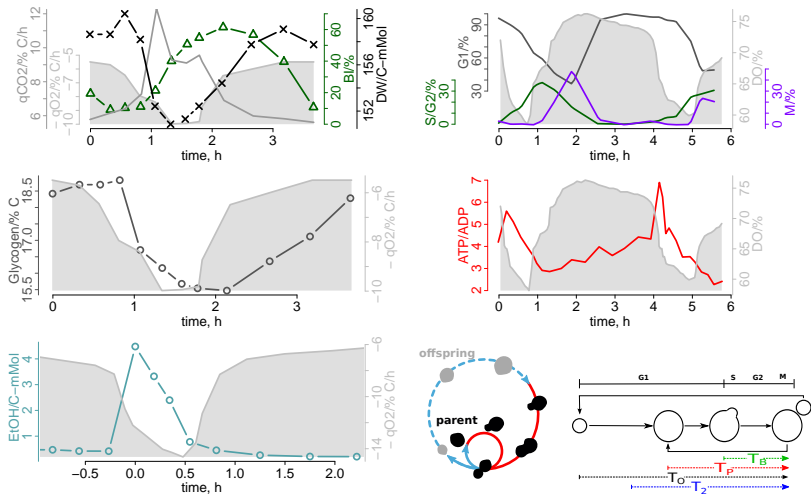 12
10
8
6
qCO2/% C/h
−5
−7
−8
−10
− qO2/% C/h
0
1
2
3
time, h
0
20
40
60
BI/%
152
156
160
DW/C−mMol
90
60
30
G1/%
30
0
S/G2/%
0
1
2
3
4
5
6
time, h
30
0
M/%
75
70
65
60
DO/% C/h
18.5
17.0
15.5
Glycogen/% C
0
1
2
3
time, h
−6
−8
−10
− qO2/% C/h
7
6
5
4
3
2
ATP/ADP
0
1
2
3
4
5
6
time, h
75
70
65
60
DO/% C/h
4
3
2
1
EtOH/C−mMol
−0.5
0.0
0.5
1.0
1.5
2.0
time, h
−6
−8
−11
−14
− qO2/% C/h
offspring
parent
G1
S
G2
M
T_B
T_P
T_O
T_2